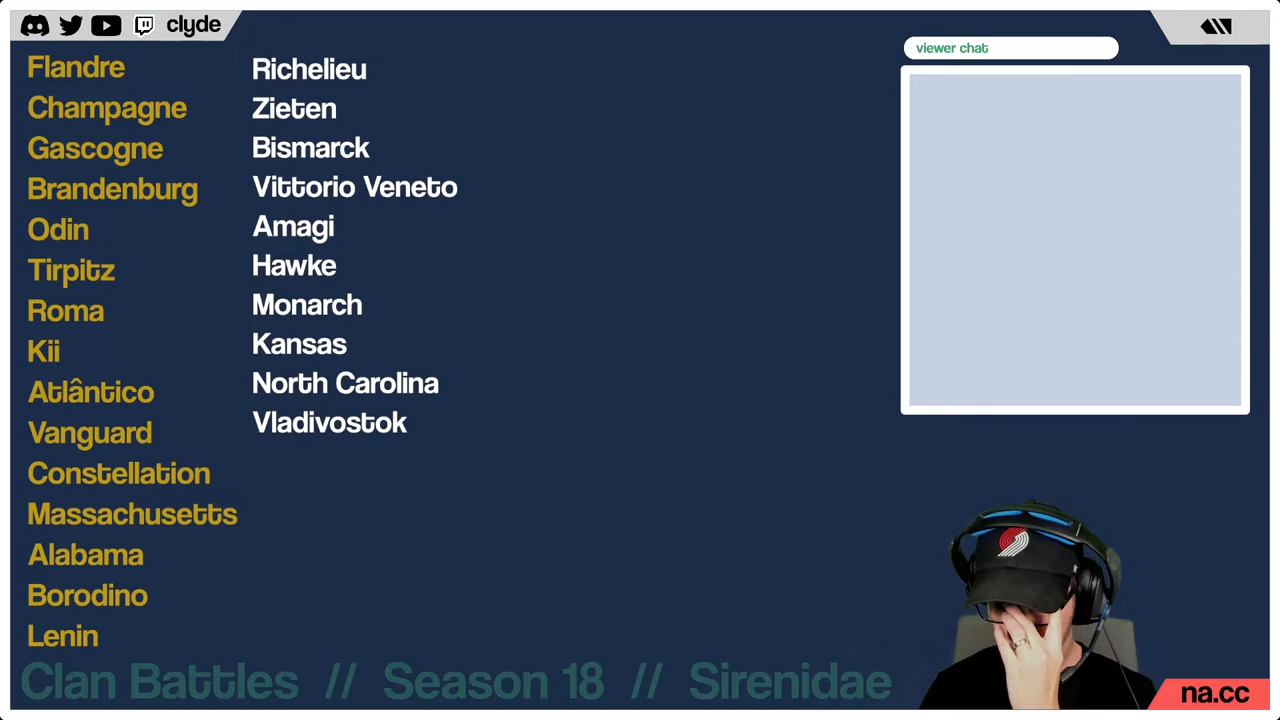 clyde
viewer chat
Flandre
Champagne
Gascogne
Brandenburg
Odin
Tirpitz
Roma
Kii
Atlântico
Vanguard
Constellation
Massachusetts
Alabama
Borodino
Lenin
Richelieu
Zieten
Bismarck
Vittorio Veneto
Amagi
Hawke
Monarch
Kansas
North Carolina
Vladivostok
Clan Battles // Season 18 // Sirenidae
na.cc